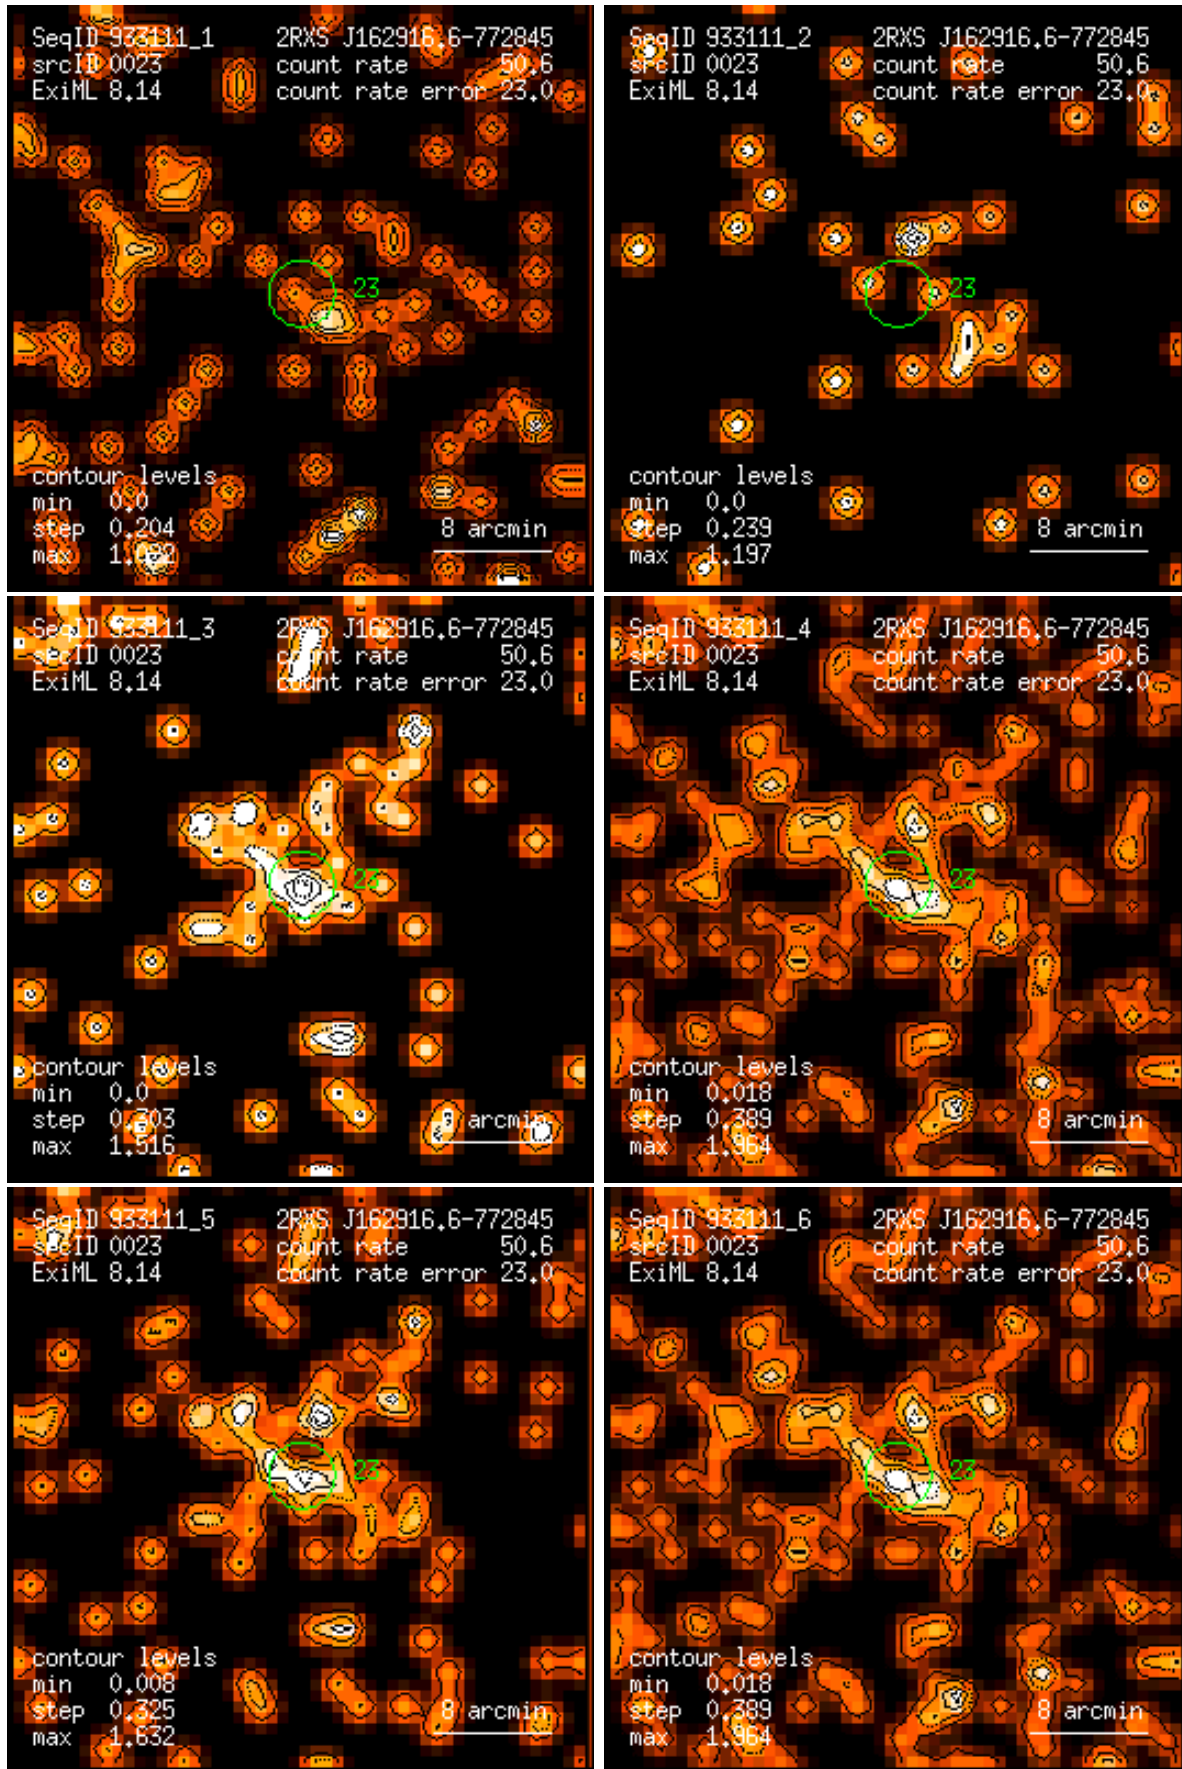 SeqID 933111_1 2RXS J162916.6-772845
srcID 0023 count rate 50.6
ExiML 8.14 count rate error 23.0
23
contour levels
min 0.0
step 0.204
max 1.022
8 arcmin
SeqID 933111_2 2RXS J162916.6-772845
srcID 0023 count rate 50.6
ExiML 8.14 count rate error 23.0
23
contour levels
min 0.0
step 0.239
max 1.197
8 arcmin
SeqID 933111_3 2RXS J162916.6-772845
srcID 0023 count rate 50.6
ExiML 8.14 count rate error 23.0
23
contour levels
min 0.0
step 0.303
max 1.516
8 arcmin
SeqID 933111_4 2RXS J162916.6-772845
srcID 0023 count rate 50.6
ExiML 8.14 count rate error 23.0
23
contour levels
min 0.018
step 0.389
max 1.964
8 arcmin
SeqID 933111_5 2RXS J162916.6-772845
srcID 0023 count rate 50.6
ExiML 8.14 count rate error 23.0
23
contour levels
min 0.008
step 0.325
max 1.632
8 arcmin
SeqID 933111_6 2RXS J162916.6-772845
srcID 0023 count rate 50.6
ExiML 8.14 count rate error 23.0
23
contour levels
min 0.018
step 0.389
max 1.964
8 arcmin